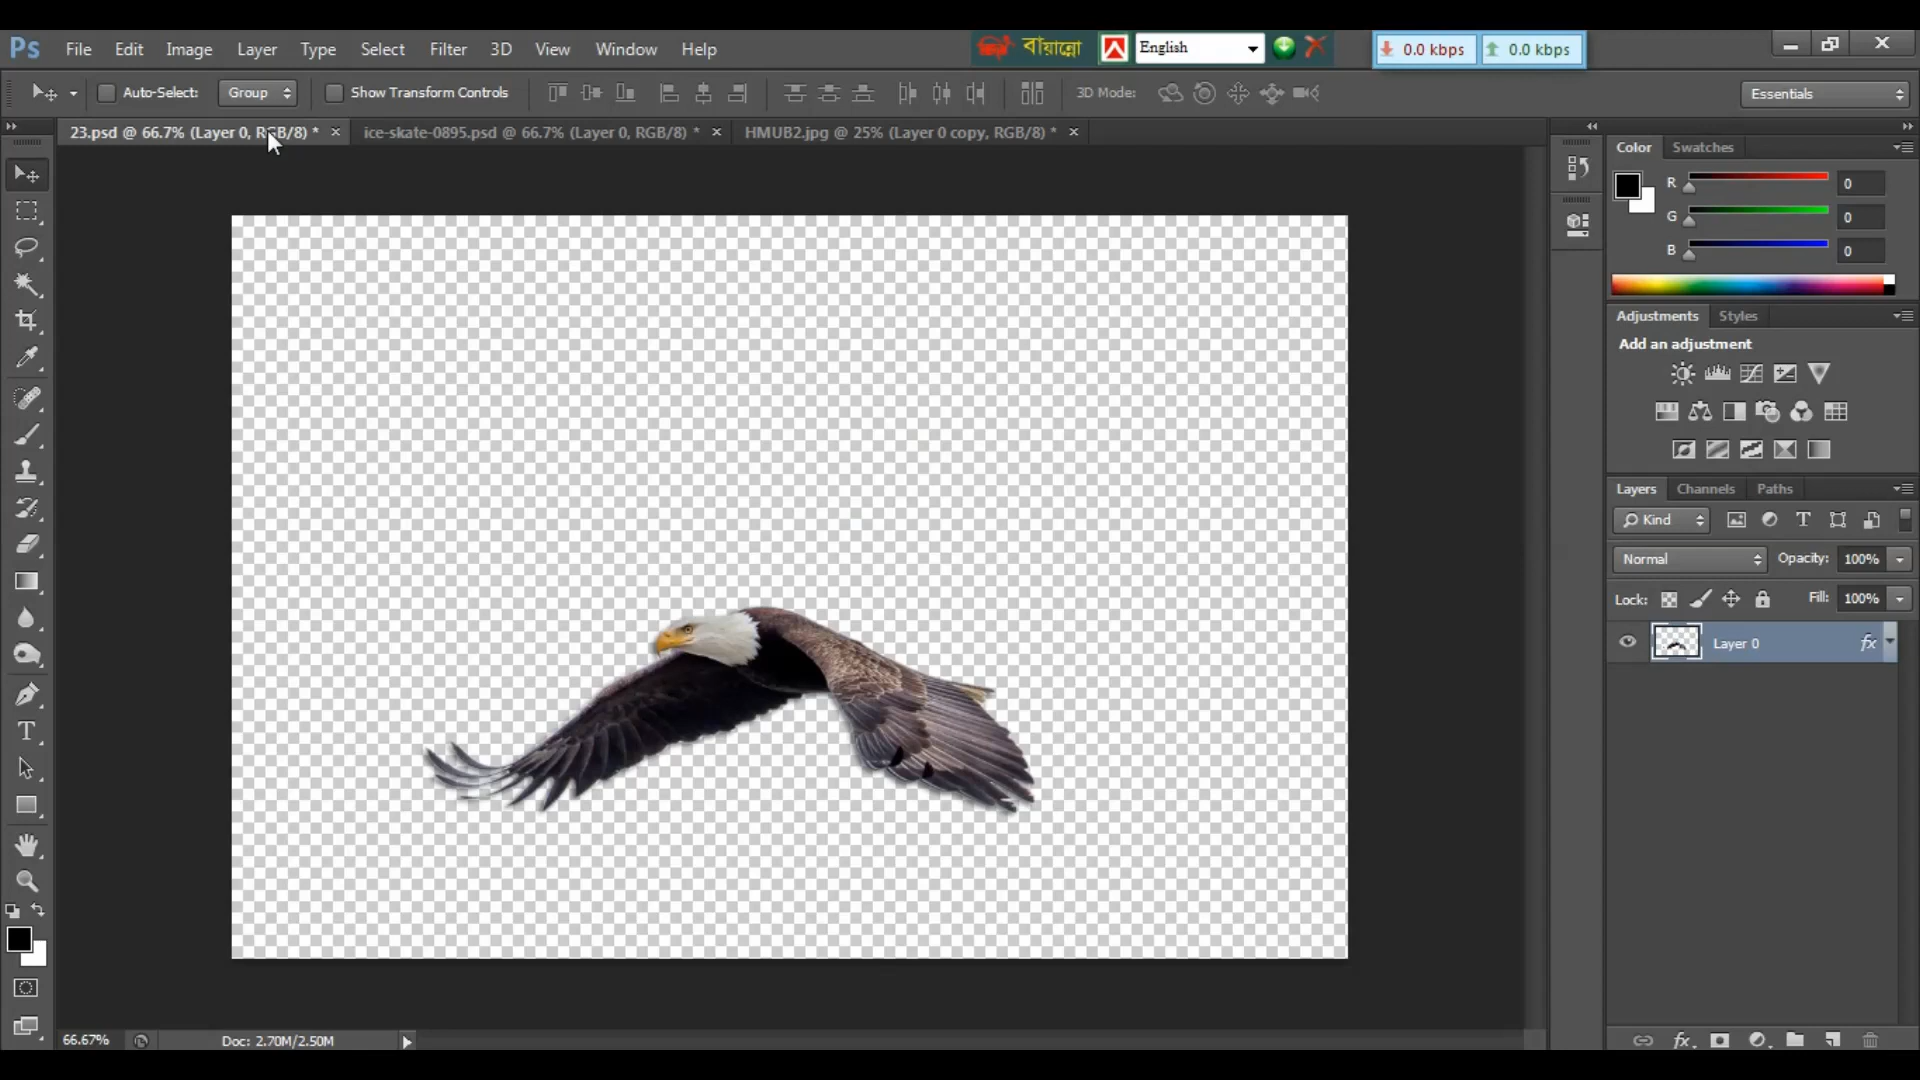 Ps File Edit Image Layer Type Select Filter 3D View Window Help বায়ান্নো English 0.0 kbps 0.0 kbps
Auto-Select: Group Show Transform Controls 3D Mode: Essentials
23.psd @ 66.7% (Layer 0, RGB/8) * × ice-skate-0895.psd @ 66.7% (Layer 0, RGB/8) * × HMUB2.jpg @ 25% (Layer 0 copy, RGB/8) * ×
Color Swatches
R 0
G 0
B 0
Adjustments Styles
Add an adjustment
Layers Channels Paths
Kind
Normal Opacity: 100%
Lock: Fill: 100%
Layer 0 fx
66.67% Doc: 2.70M/2.50M
fx